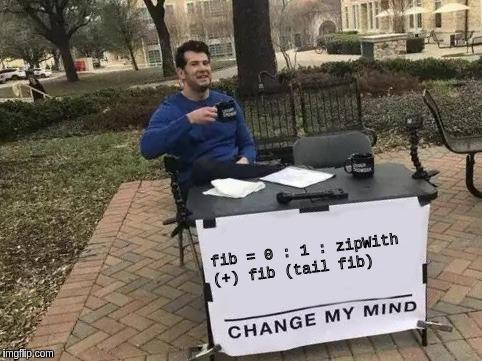 fib = 0 : 1 : zipWith
(+) fib (tail fib)
CHANGE MY MIND
imgflip.com